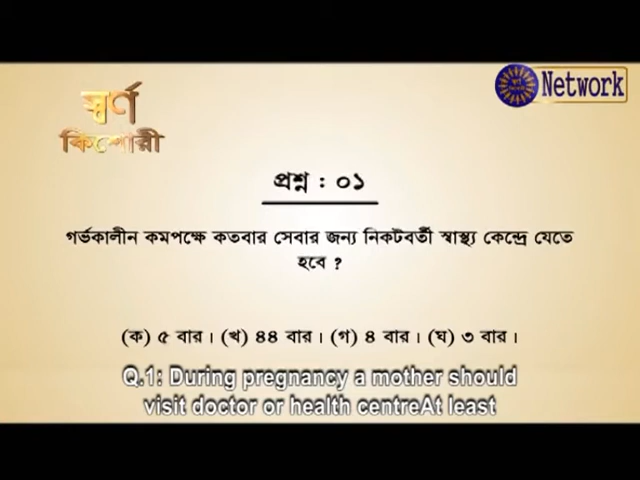 স্বর্ণ
কিশোরী
Network
প্রশ্ন : ০১
গর্ভকালীন কমপক্ষে কতবার সেবার জন্য নিকটবর্তী স্বাস্থ্য কেন্দ্রে যেতে
হবে ?
(ক) ৫ বার। (খ) ৪৪ বার। (গ) ৪ বার। (ঘ) ৩ বার।
Q.1: During pregnancy a mother should
visit doctor or health centreAt least